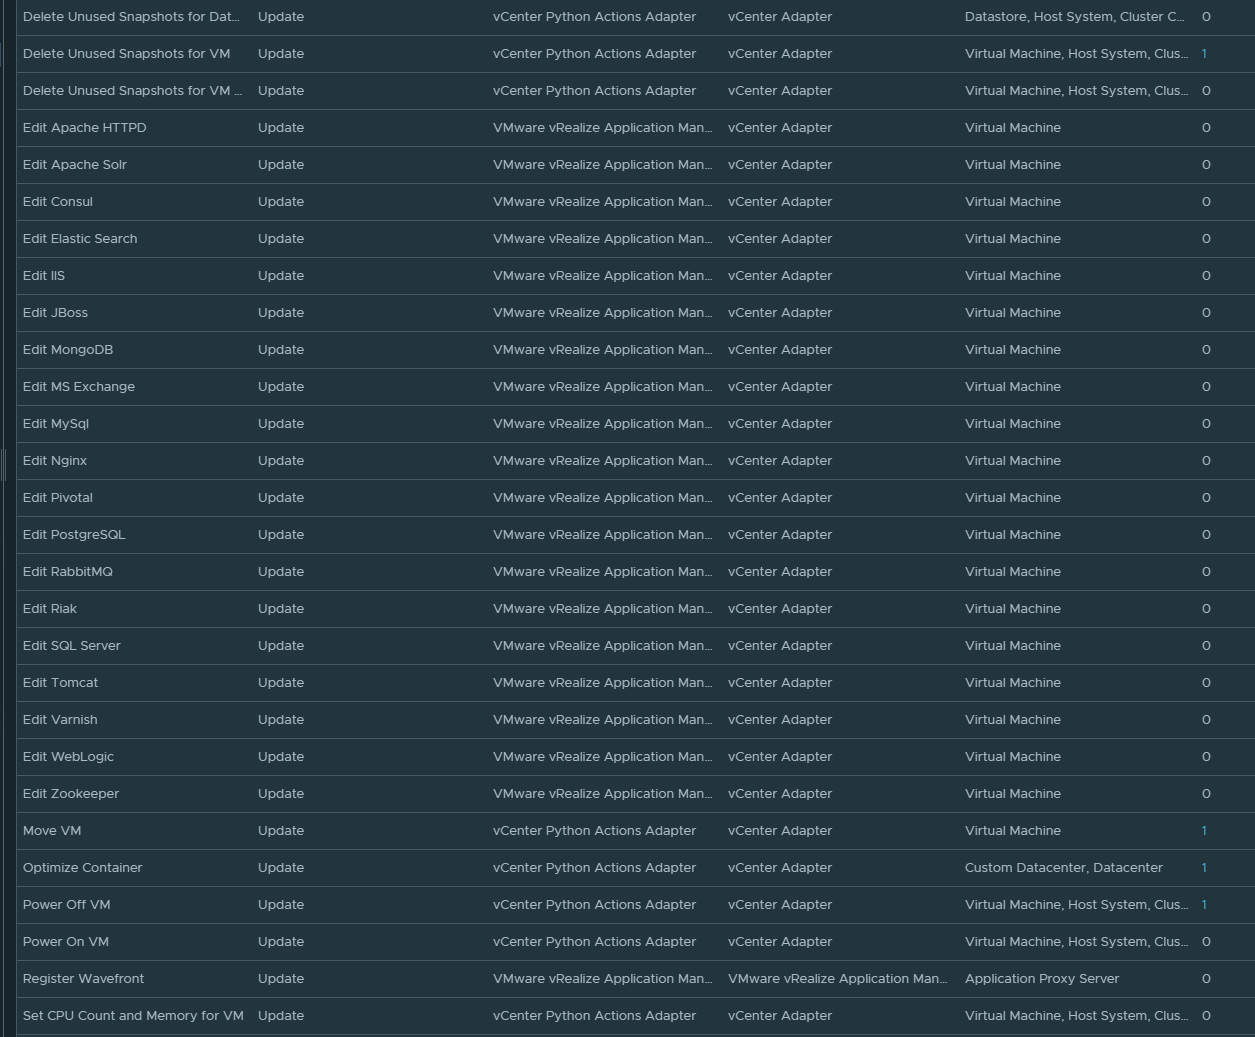 Delete Unused Snapshots for Dat... Update vCenter Python Actions Adapter vCenter Adapter Datastore, Host System, Cluster C... 0
Delete Unused Snapshots for VM Update vCenter Python Actions Adapter vCenter Adapter Virtual Machine, Host System, Clus... 1
Delete Unused Snapshots for VM ... Update vCenter Python Actions Adapter vCenter Adapter Virtual Machine, Host System, Clus... 0
Edit Apache HTTPD Update VMware vRealize Application Man... vCenter Adapter Virtual Machine 0
Edit Apache Solr Update VMware vRealize Application Man... vCenter Adapter Virtual Machine 0
Edit Consul Update VMware vRealize Application Man... vCenter Adapter Virtual Machine 0
Edit Elastic Search Update VMware vRealize Application Man... vCenter Adapter Virtual Machine 0
Edit IIS Update VMware vRealize Application Man... vCenter Adapter Virtual Machine 0
Edit JBoss Update VMware vRealize Application Man... vCenter Adapter Virtual Machine 0
Edit MongoDB Update VMware vRealize Application Man... vCenter Adapter Virtual Machine 0
Edit MS Exchange Update VMware vRealize Application Man... vCenter Adapter Virtual Machine 0
Edit MySql Update VMware vRealize Application Man... vCenter Adapter Virtual Machine 0
Edit Nginx Update VMware vRealize Application Man... vCenter Adapter Virtual Machine 0
Edit Pivotal Update VMware vRealize Application Man... vCenter Adapter Virtual Machine 0
Edit PostgreSQL Update VMware vRealize Application Man... vCenter Adapter Virtual Machine 0
Edit RabbitMQ Update VMware vRealize Application Man... vCenter Adapter Virtual Machine 0
Edit Riak Update VMware vRealize Application Man... vCenter Adapter Virtual Machine 0
Edit SQL Server Update VMware vRealize Application Man... vCenter Adapter Virtual Machine 0
Edit Tomcat Update VMware vRealize Application Man... vCenter Adapter Virtual Machine 0
Edit Varnish Update VMware vRealize Application Man... vCenter Adapter Virtual Machine 0
Edit WebLogic Update VMware vRealize Application Man... vCenter Adapter Virtual Machine 0
Edit Zookeeper Update VMware vRealize Application Man... vCenter Adapter Virtual Machine 0
Move VM Update vCenter Python Actions Adapter vCenter Adapter Virtual Machine 1
Optimize Container Update vCenter Python Actions Adapter vCenter Adapter Custom Datacenter, Datacenter 1
Power Off VM Update vCenter Python Actions Adapter vCenter Adapter Virtual Machine, Host System, Clus... 1
Power On VM Update vCenter Python Actions Adapter vCenter Adapter Virtual Machine, Host System, Clus... 0
Register Wavefront Update VMware vRealize Application Man... VMware vRealize Application Man... Application Proxy Server 0
Set CPU Count and Memory for VM Update vCenter Python Actions Adapter vCenter Adapter Virtual Machine, Host System, Clus... 0